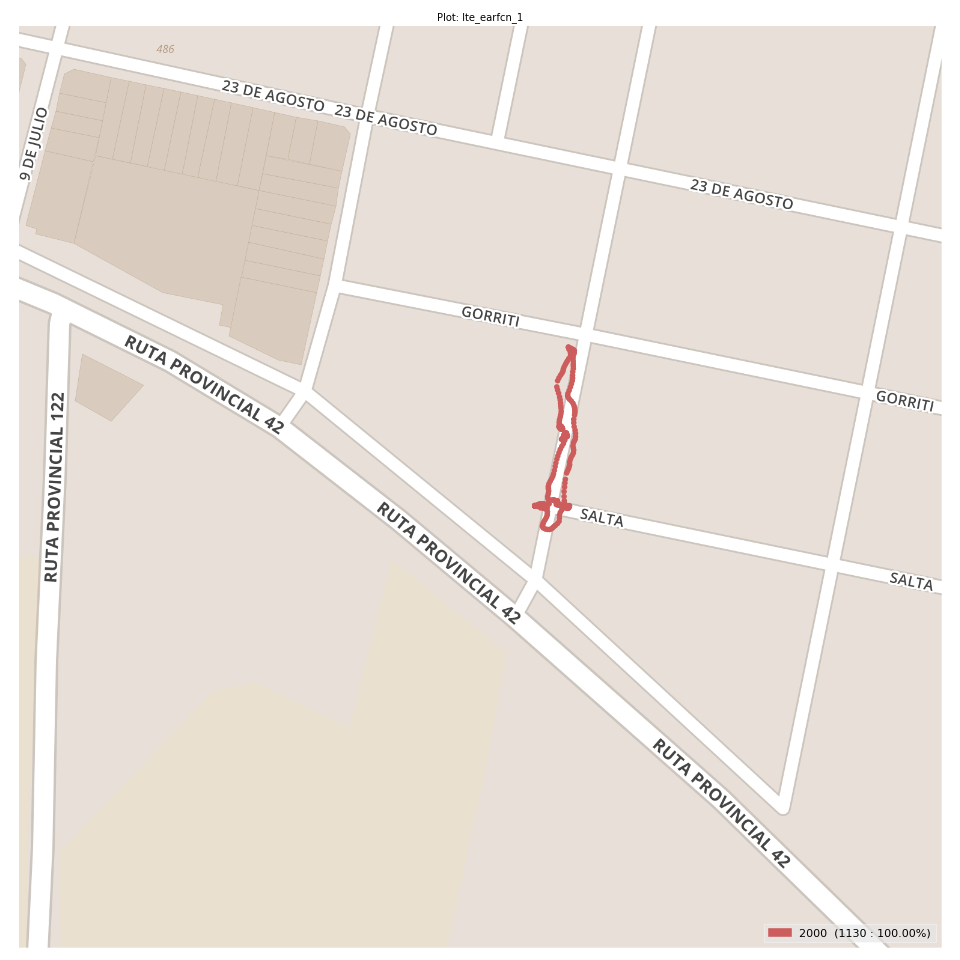 Plot: lte_earfcn_1
486
23 DE AGOSTO
23 DE AGOSTO
9 DE JULIO
23 DE AGOSTO
GORRITI
RUTA PROVINCIAL 42
GORRITI
RUTA PROVINCIAL 122
RUTA PROVINCIAL 42
SALTA
SALTA
RUTA PROVINCIAL 42
2000 (1130 : 100.00%)